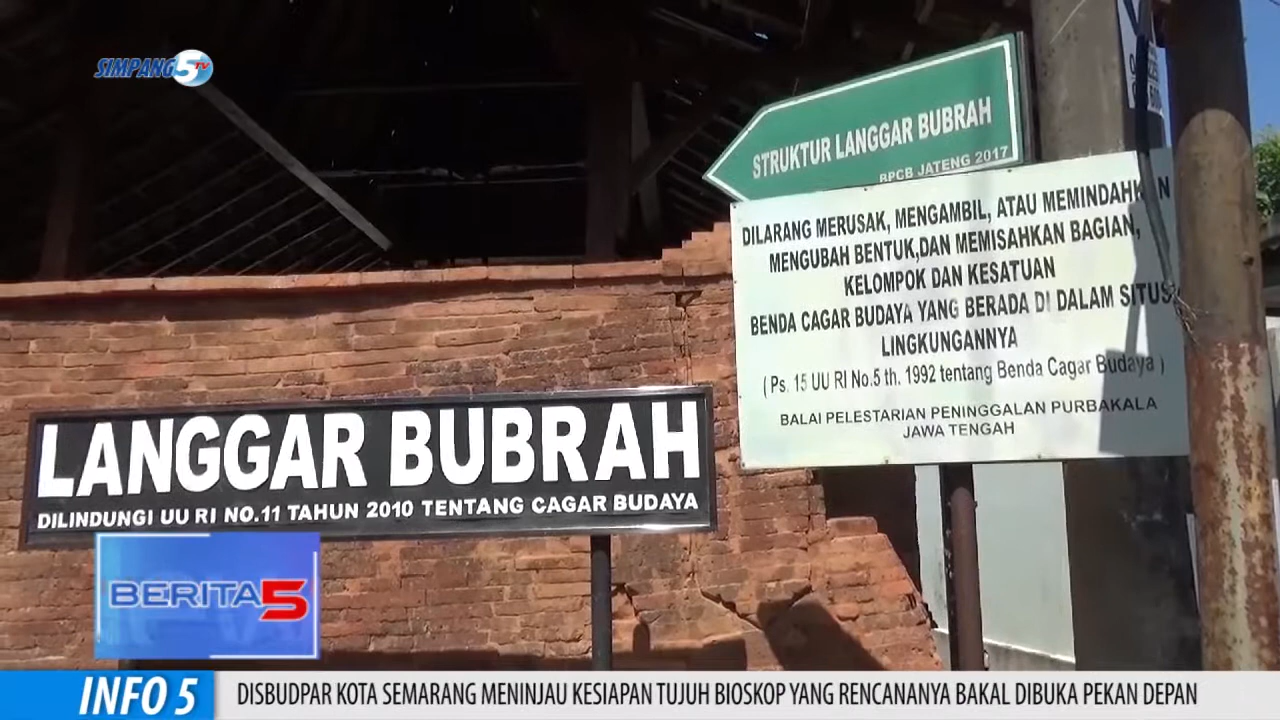 SIMPANG5 TV
STRUKTUR LANGGAR BUBRAH
BPCB JATENG 2017
DILARANG MERUSAK, MENGAMBIL, ATAU MEMINDAHKAN
MENGUBAH BENTUK,DAN MEMISAHKAN BAGIAN,
KELOMPOK DAN KESATUAN
BENDA CAGAR BUDAYA YANG BERADA DI DALAM SITUS
LINGKUNGANNYA
( Ps. 15 UU RI No.5 th. 1992 tentang Benda Cagar Budaya )
BALAI PELESTARIAN PENINGGALAN PURBAKALA
JAWA TENGAH
LANGGAR BUBRAH
DILINDUNGI UU RI NO.11 TAHUN 2010 TENTANG CAGAR BUDAYA
BERITA5
INFO 5
DISBUDPAR KOTA SEMARANG MENINJAU KESIAPAN TUJUH BIOSKOP YANG RENCANANYA BAKAL DIBUKA PEKAN DEPAN